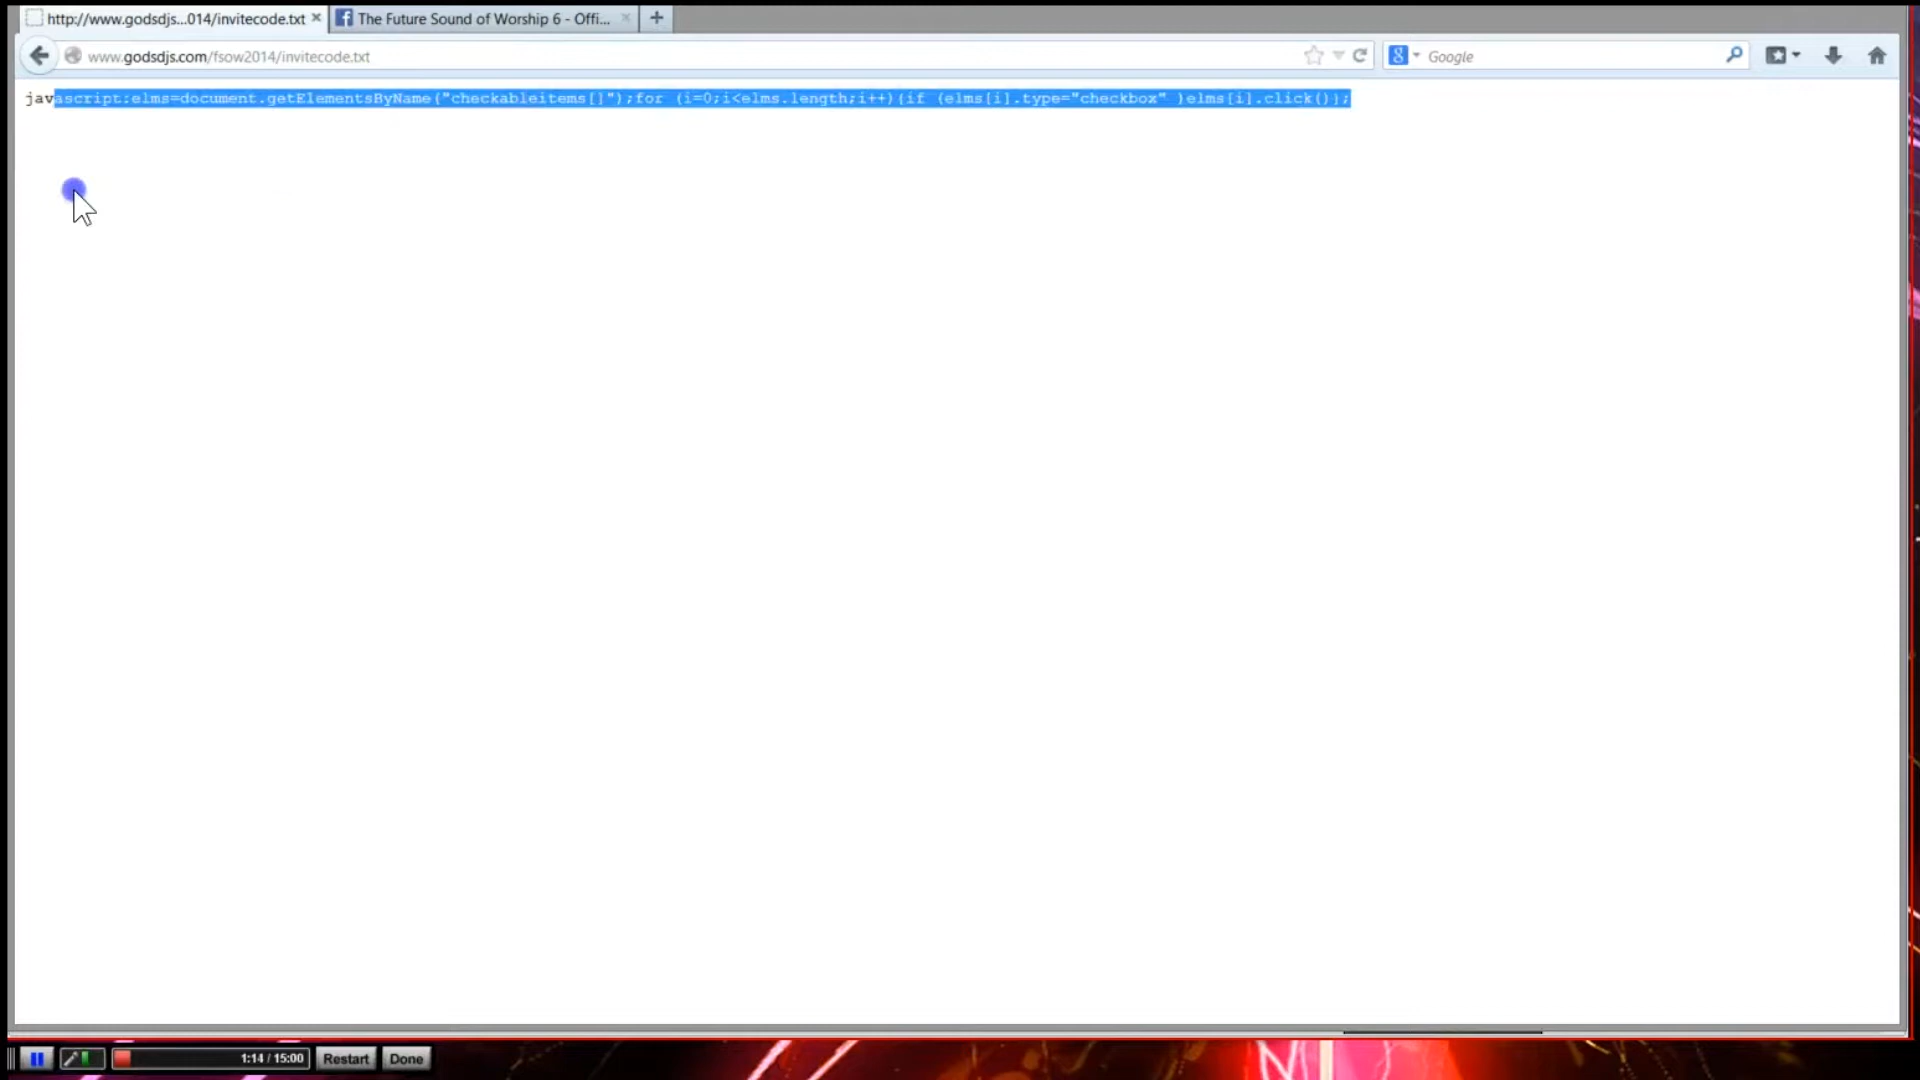 http://www.godsdjs...014/invitecode.txt
The Future Sound of Worship 6 - Offi...
www.godsdjs.com/fsow2014/invitecode.txt
Google
javascript:elms=document.getElementsByName("checkableitems[]");for (i=0;i<elms.length;i++){if (elms[i].type="checkbox" )elms[i].click()};
1:14 / 15:00
Restart
Done